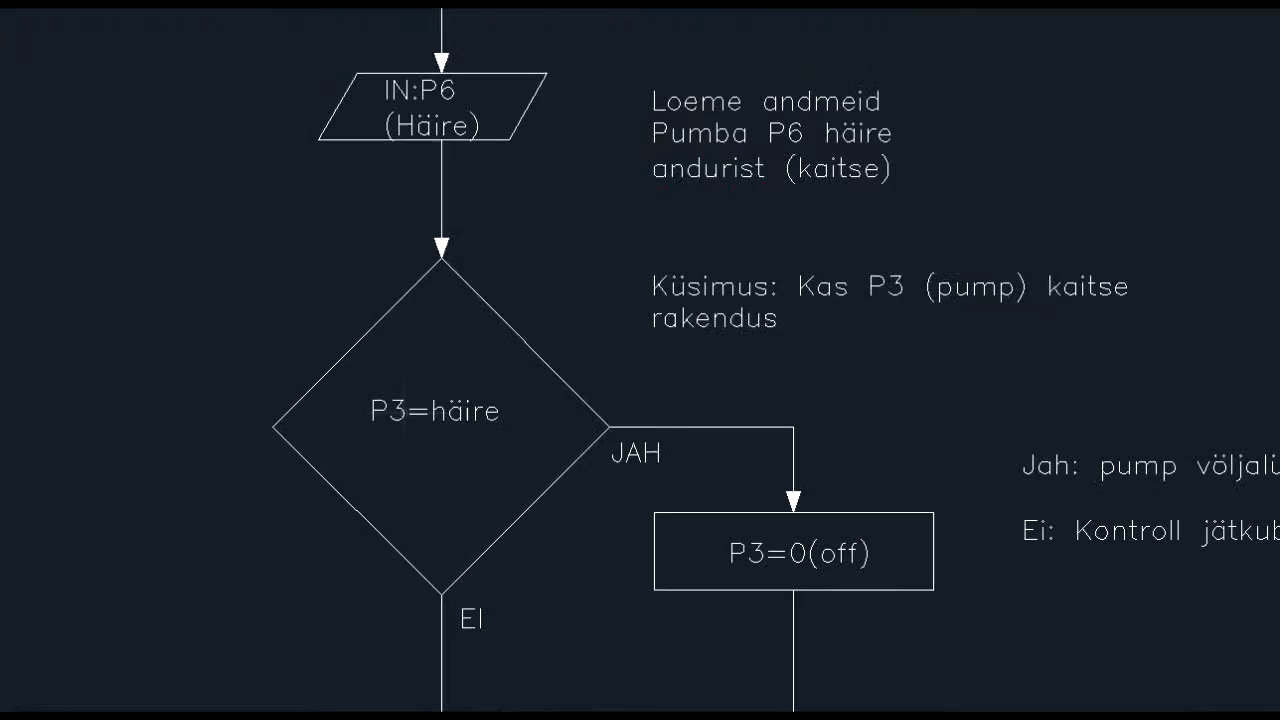 IN:P6
(Häire)
Loeme andmeid
Pumba P6 häire
andurist (kaitse)
Küsimus: Kas P3 (pump) kaitse
rakendus
P3=häire
JAH
Jah: pump
P3=0(off)
Ei: Kontroll
EI